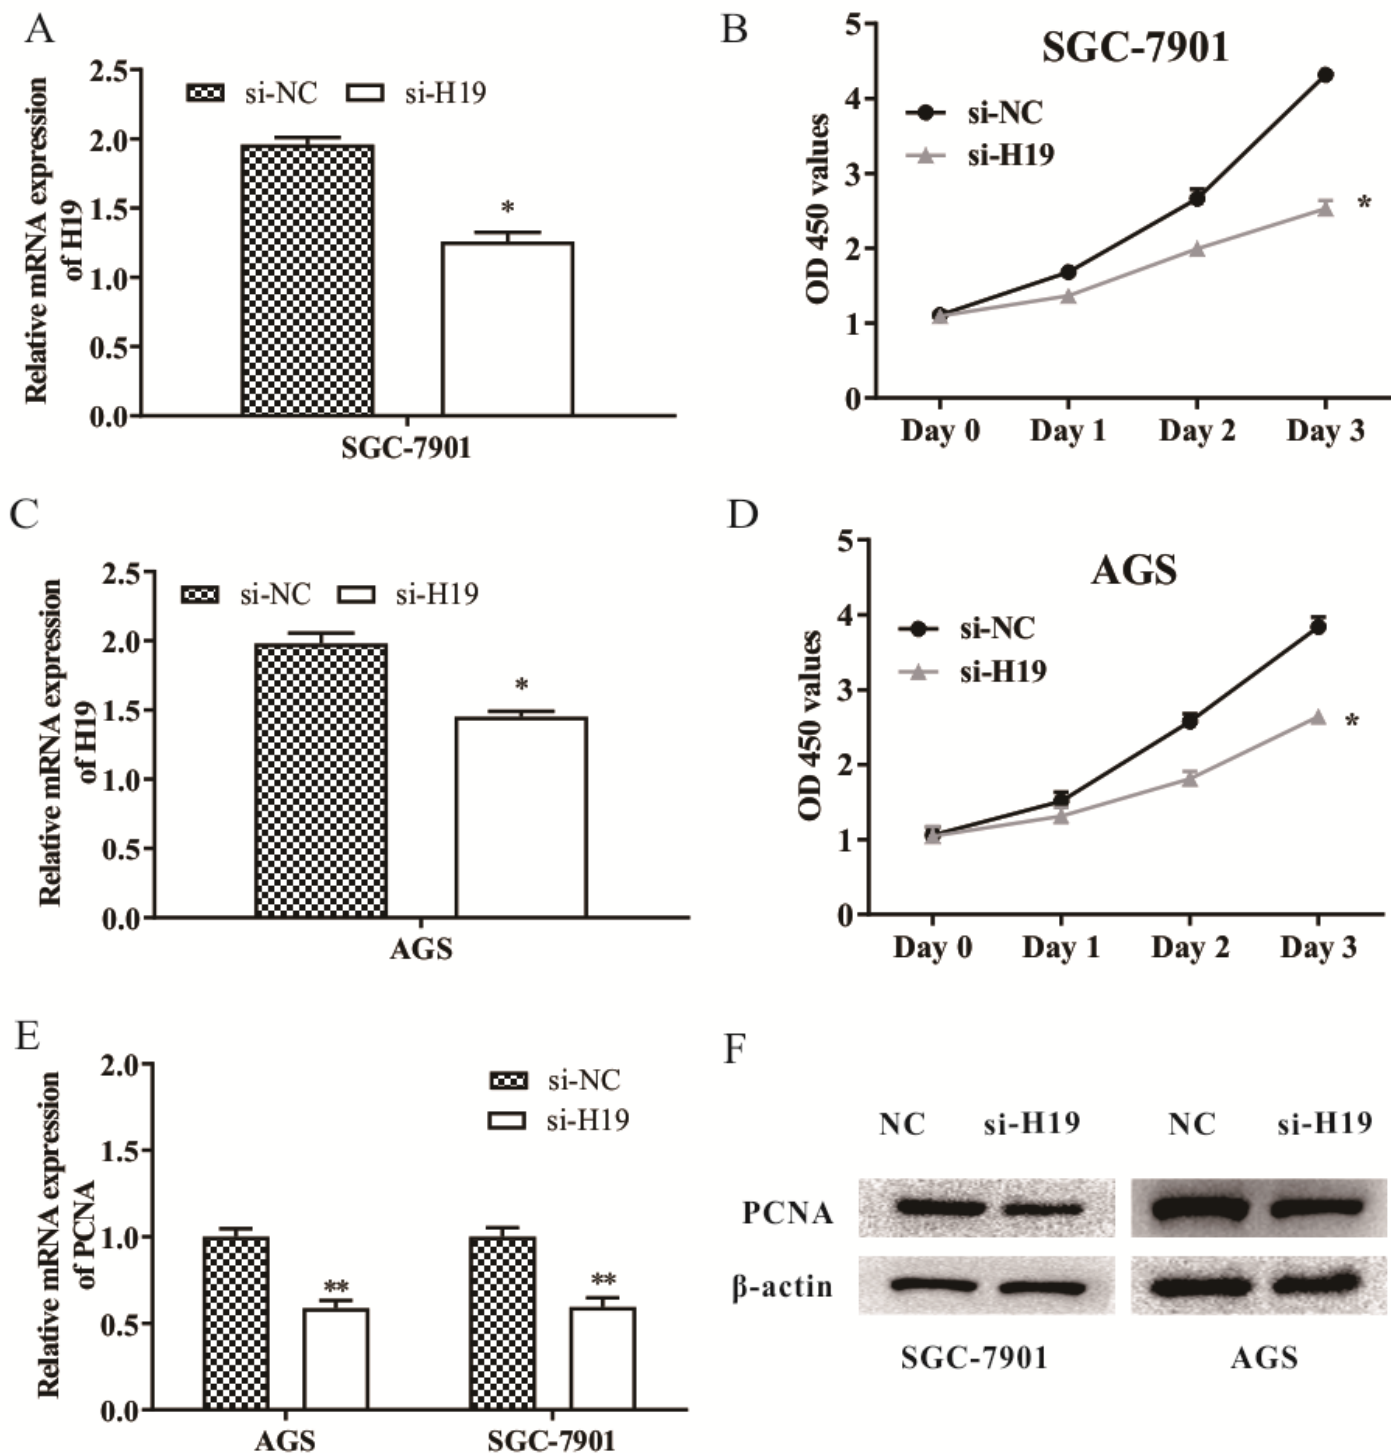 A
Relative mRNA expression
of H19
2.5
2.0
1.5
1.0
0.5
0.0
si-NC
si-H19
*
SGC-7901
B
SGC-7901
OD 450 values
5
4
3
2
1
0
si-NC
si-H19
*
Day 0
Day 1
Day 2
Day 3
C
Relative mRNA expression
of H19
2.5
2.0
1.5
1.0
0.5
0.0
si-NC
si-H19
*
AGS
D
AGS
OD 450 values
5
4
3
2
1
0
si-NC
si-H19
*
Day 0
Day 1
Day 2
Day 3
E
Relative mRNA expression
of PCNA
2.0
1.5
1.0
0.5
0.0
si-NC
si-H19
**
**
AGS
SGC-7901
F
NC
si-H19
NC
si-H19
PCNA
β-actin
SGC-7901
AGS